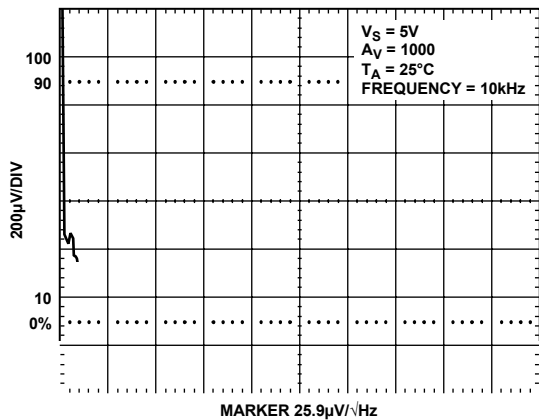 V_S = 5V
A_V = 1000
T_A = 25°C
FREQUENCY = 10kHz
100
90
200µV/DIV
10
0%
MARKER 25.9µV/√Hz